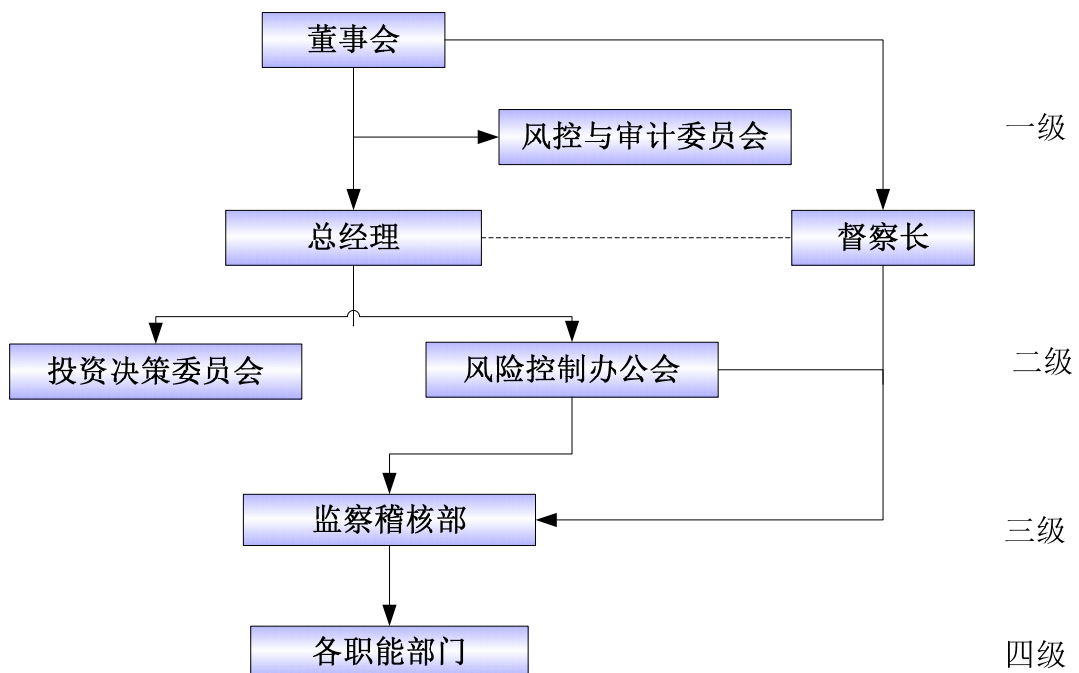 董事会
风控与审计委员会
一级
总经理
督察长
投资决策委员会
风险控制办公会
二级
监察稽核部
三级
各职能部门
四级